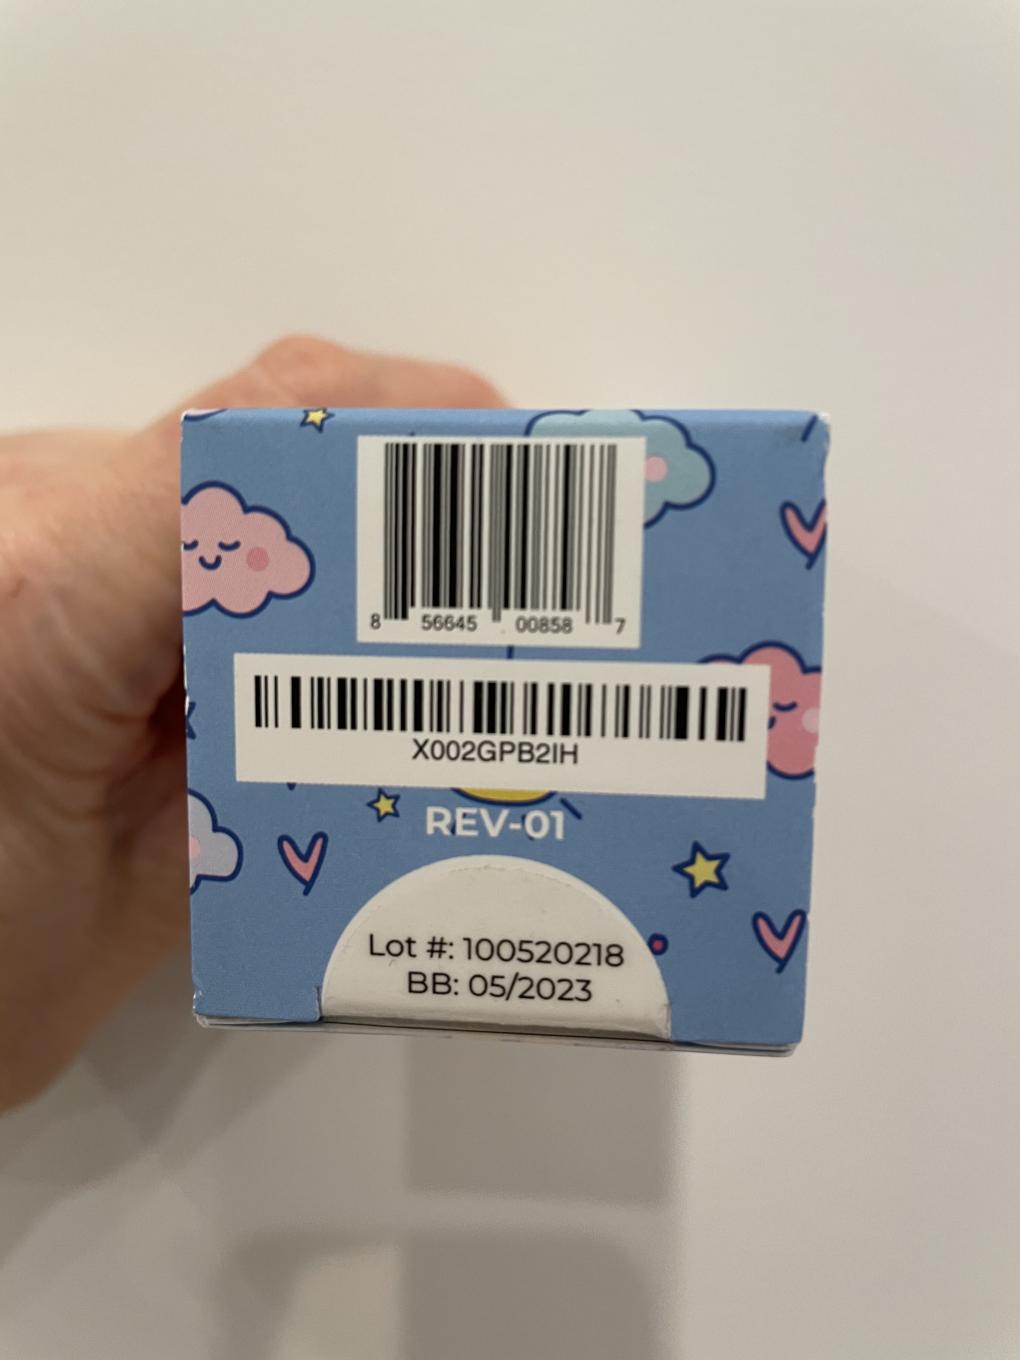 8 56645 00858 7
X002GPB2IH
REV-01
Lot #: 100520218
BB: 05/2023